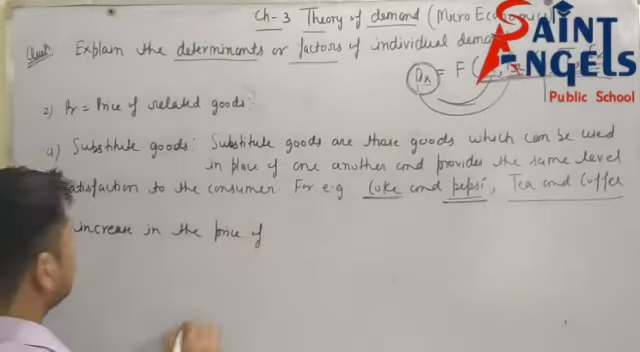 Ch-3 Theory of demand (Micro Economics)
Ques: Explain the determinants or factors of individual
SAINT ANGELS
Public School
Dx = F (
2) Pr = Price of related goods:
a) Substitute goods: Substitute goods are those goods which can be used
in place of one another and provides the same level
satisfaction to the consumer. For e.g Coke and pepsi, Tea and Coffee
increase in the price of